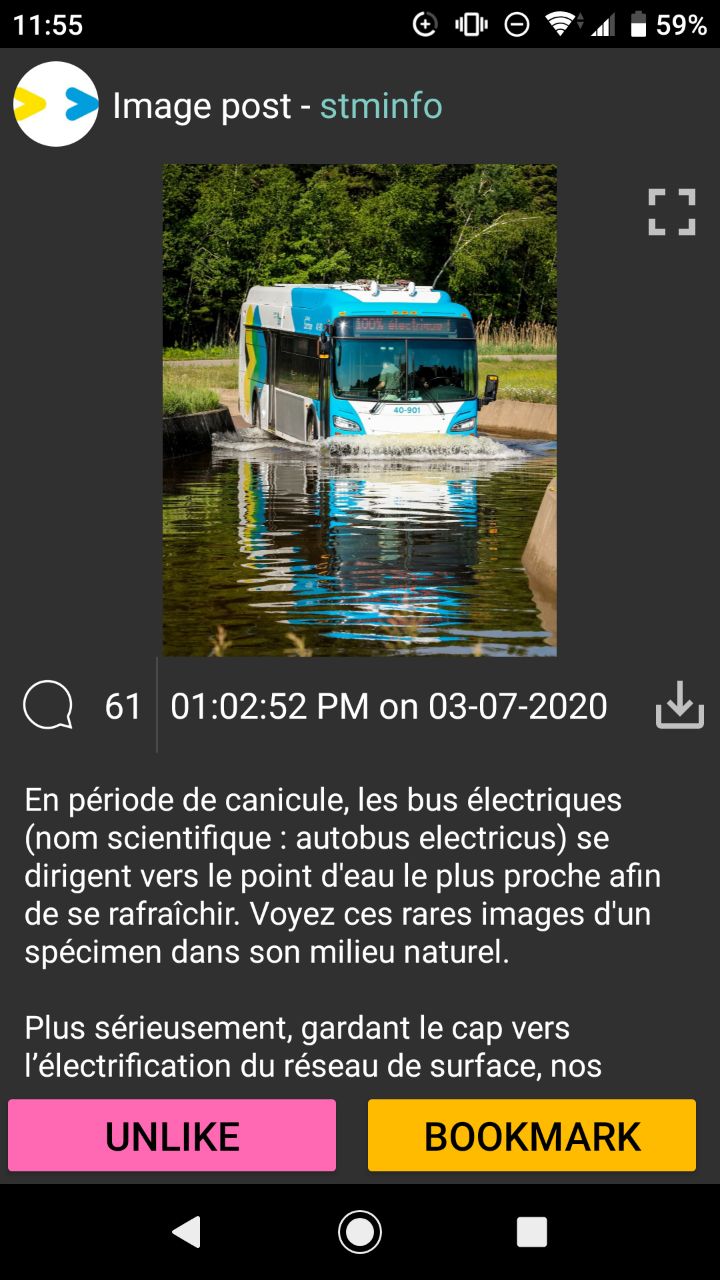 11:55
59%
Image post - stminfo
100% électrique
40-901
61
01:02:52 PM on 03-07-2020
En période de canicule, les bus électriques
(nom scientifique : autobus electricus) se
dirigent vers le point d'eau le plus proche afin
de se rafraîchir. Voyez ces rares images d'un
spécimen dans son milieu naturel.
Plus sérieusement, gardant le cap vers
l’électrification du réseau de surface, nos
UNLIKE
BOOKMARK